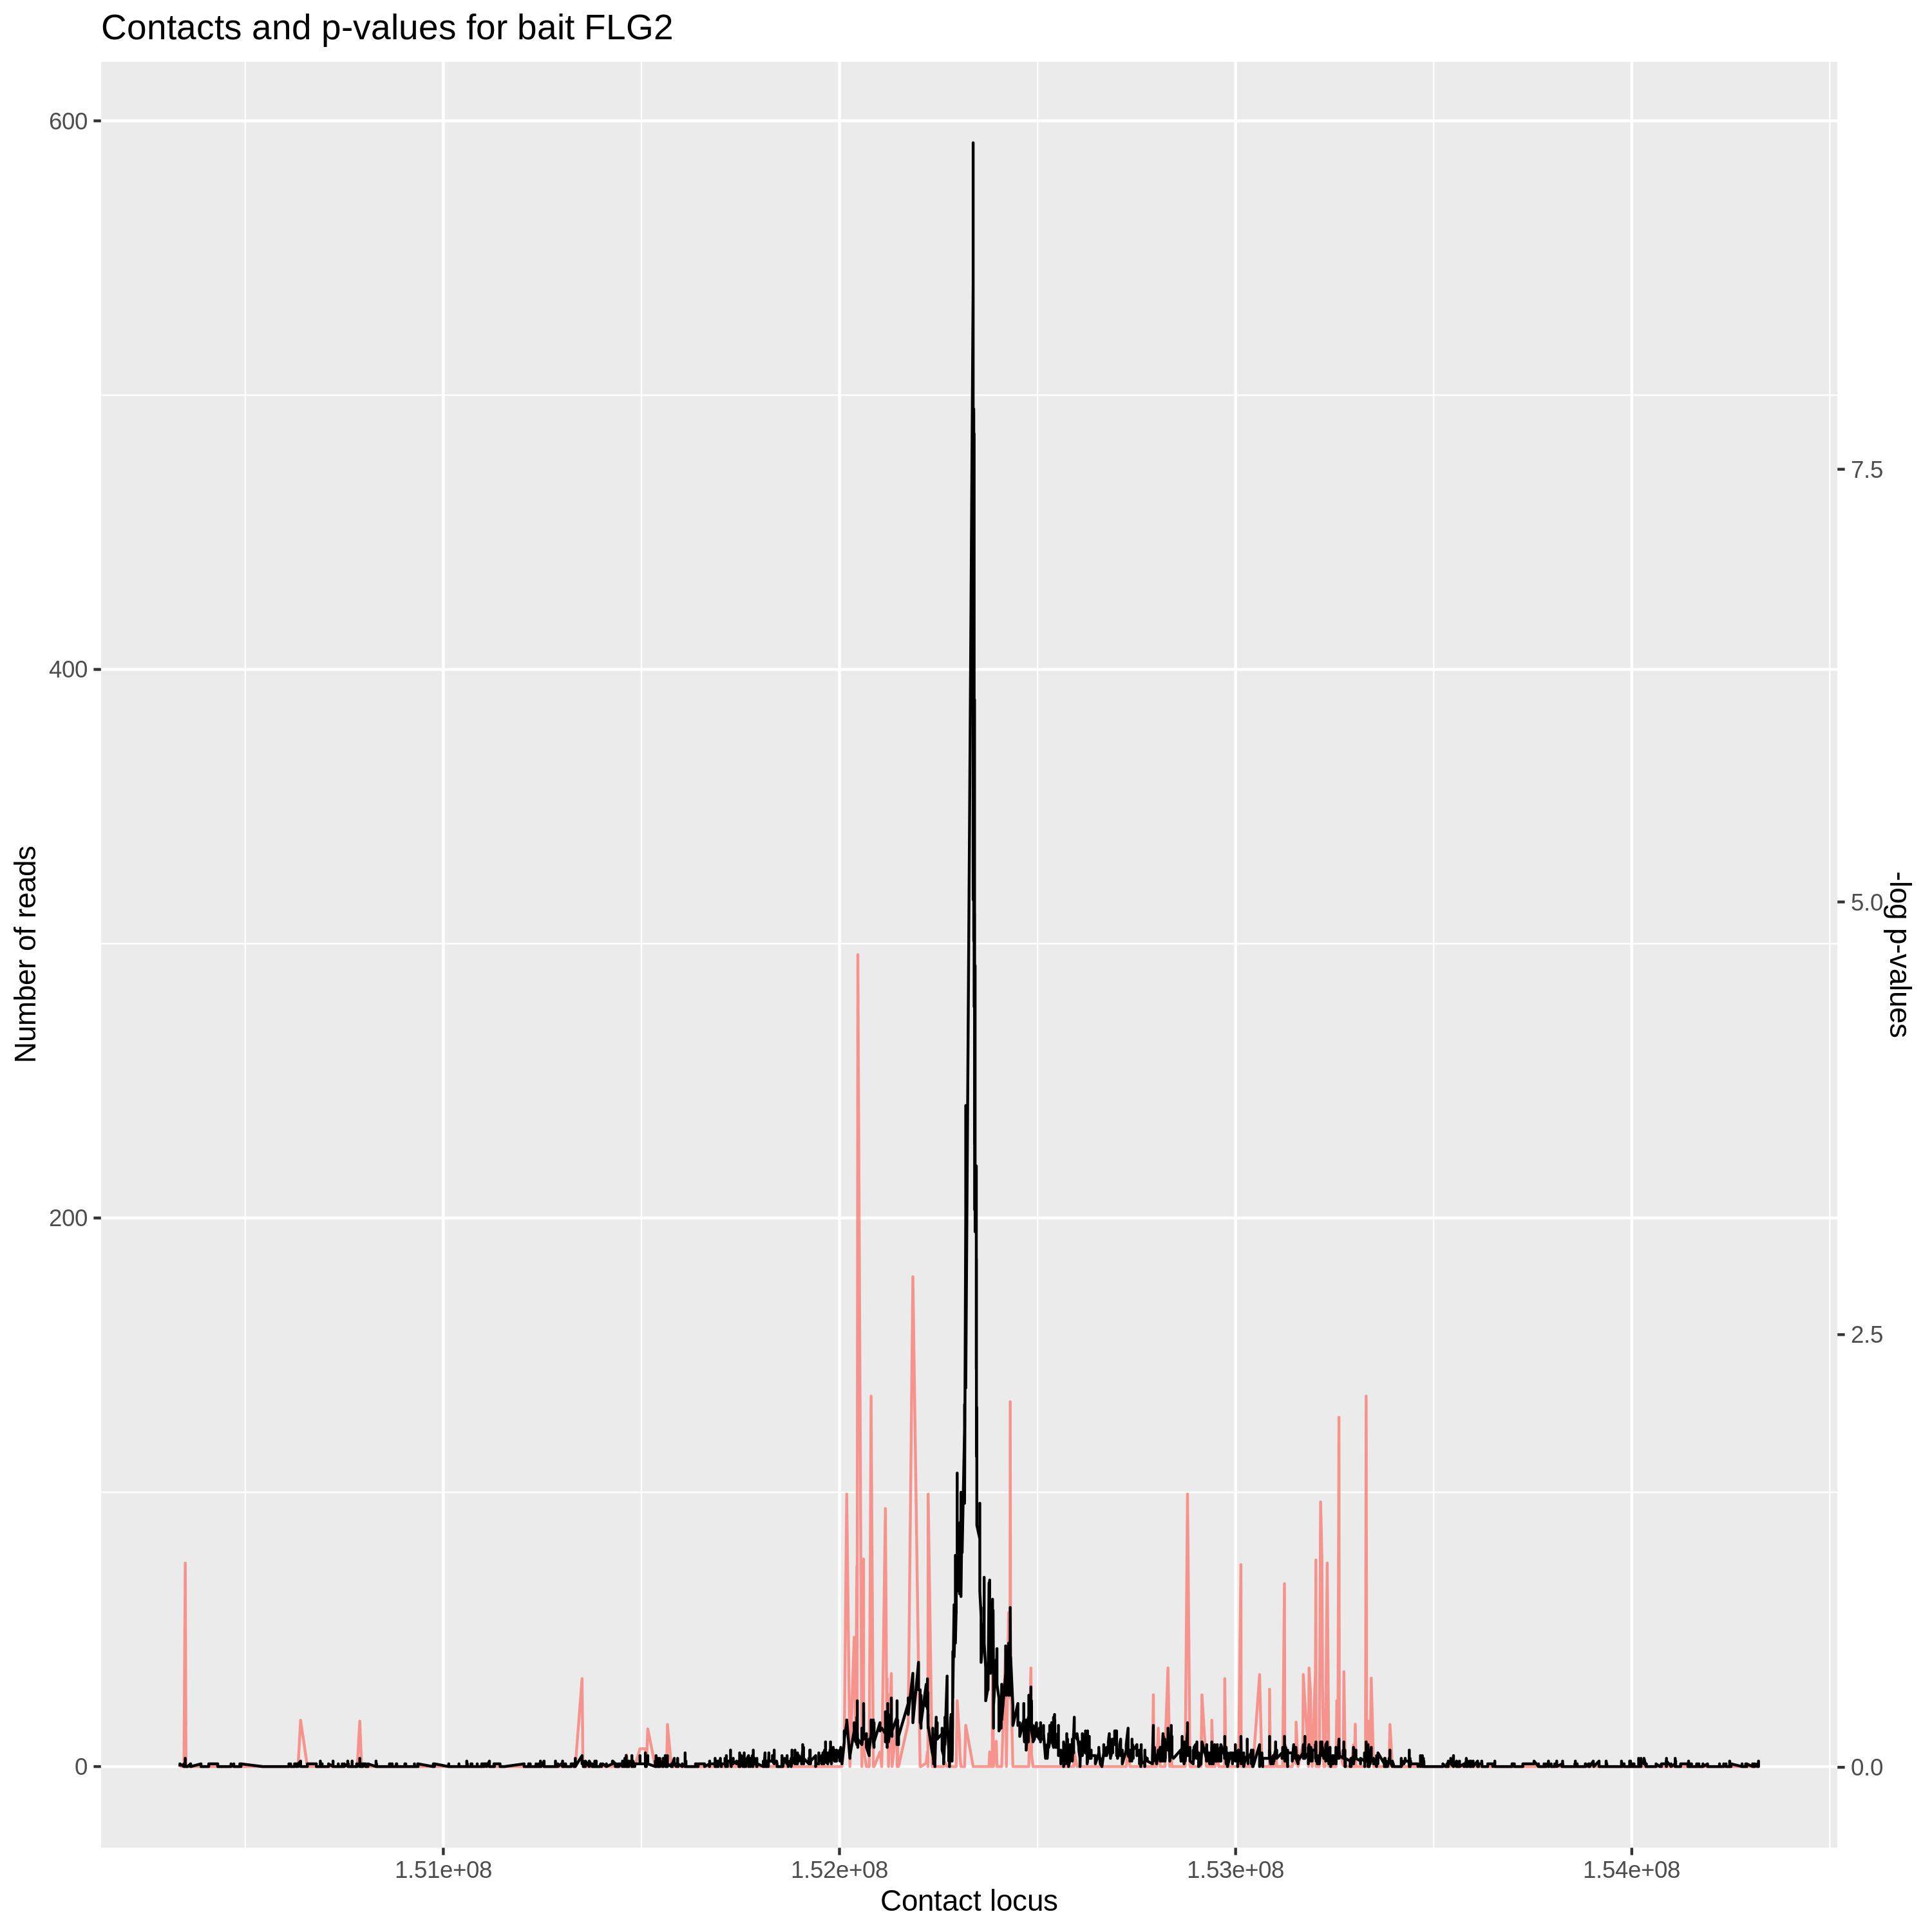 Contacts and p-values for bait FLG2
600
400
200
0
Number of reads
7.5
5.0
2.5
0.0
-log p-values
1.51e+08
1.52e+08
1.53e+08
1.54e+08
Contact locus